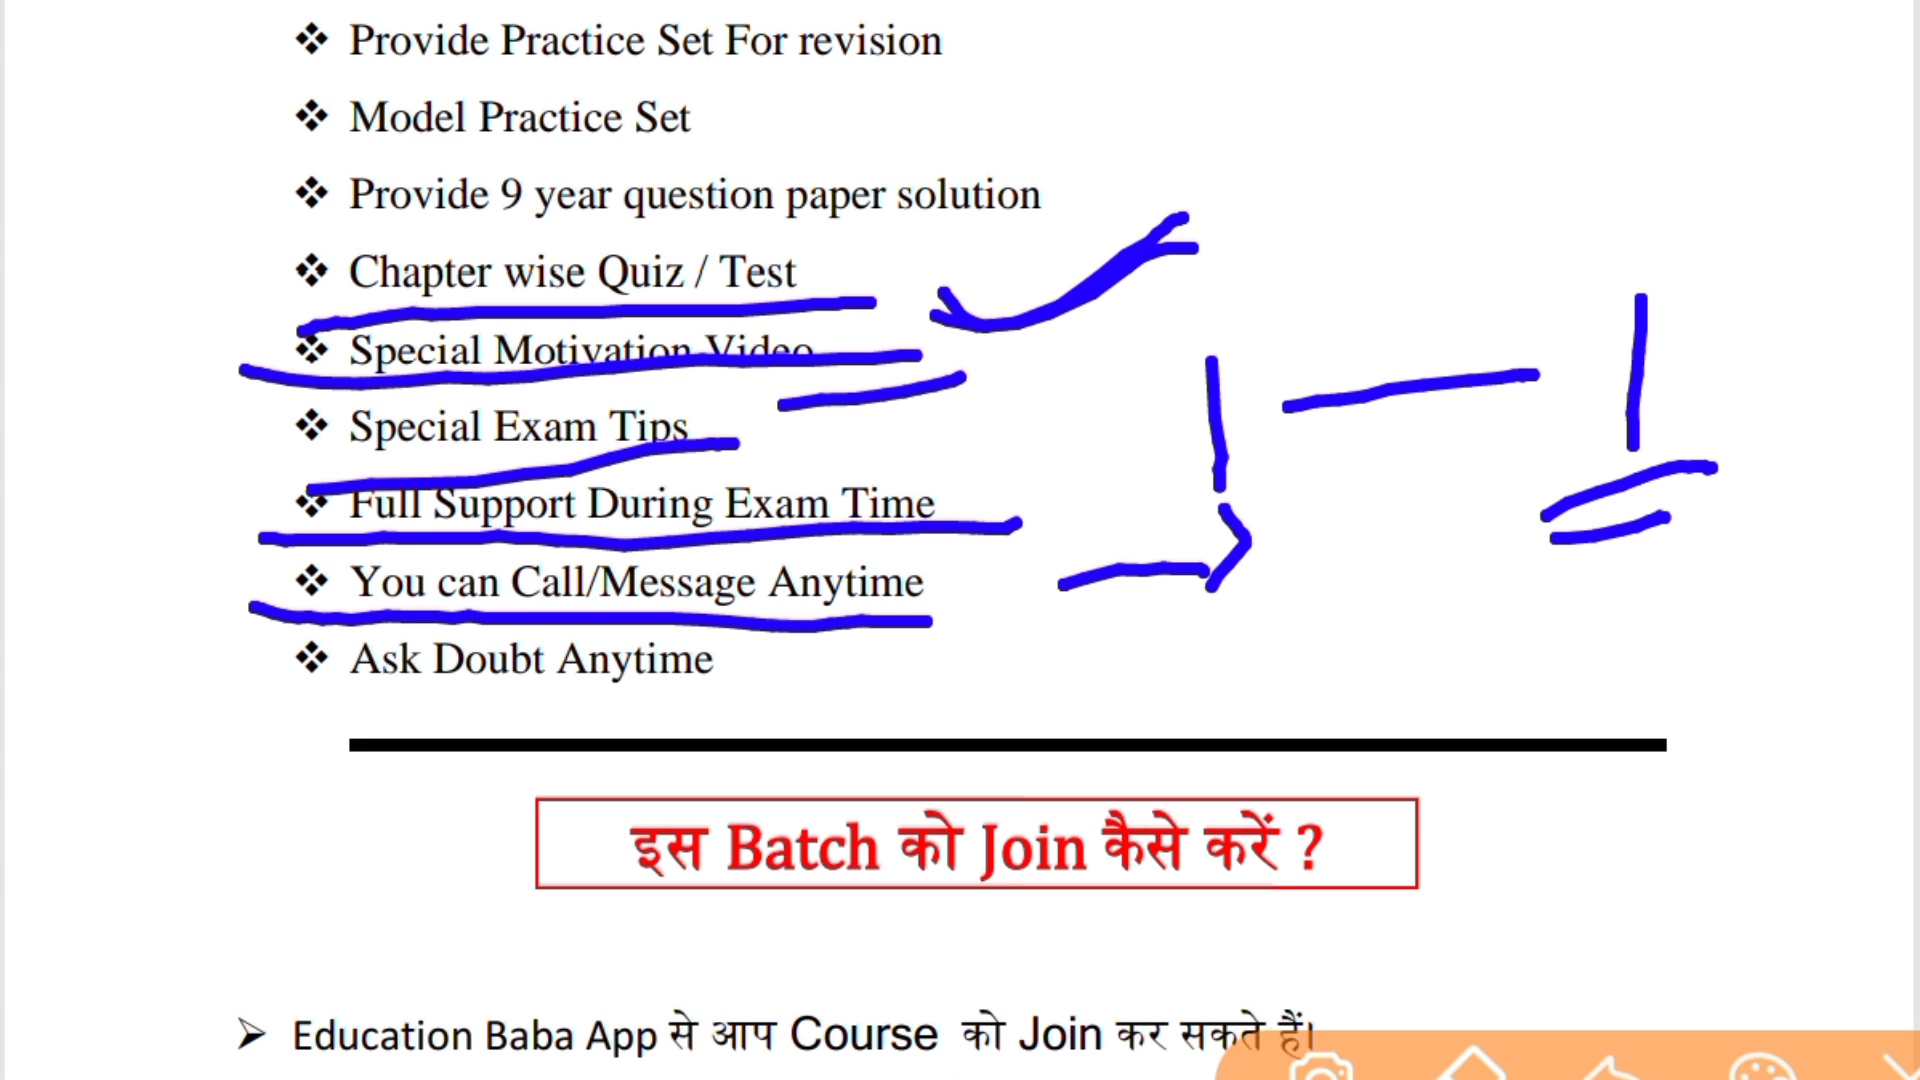 ❖ Provide Practice Set For revision
❖ Model Practice Set
❖ Provide 9 year question paper solution
❖ Chapter wise Quiz / Test
❖ Special Motivation Video
❖ Special Exam Tips
❖ Full Support During Exam Time
❖ You can Call/Message Anytime
❖ Ask Doubt Anytime
इस Batch को Join कैसे करें ?
➢ Education Baba App से आप Course को Join कर सकते हैं।